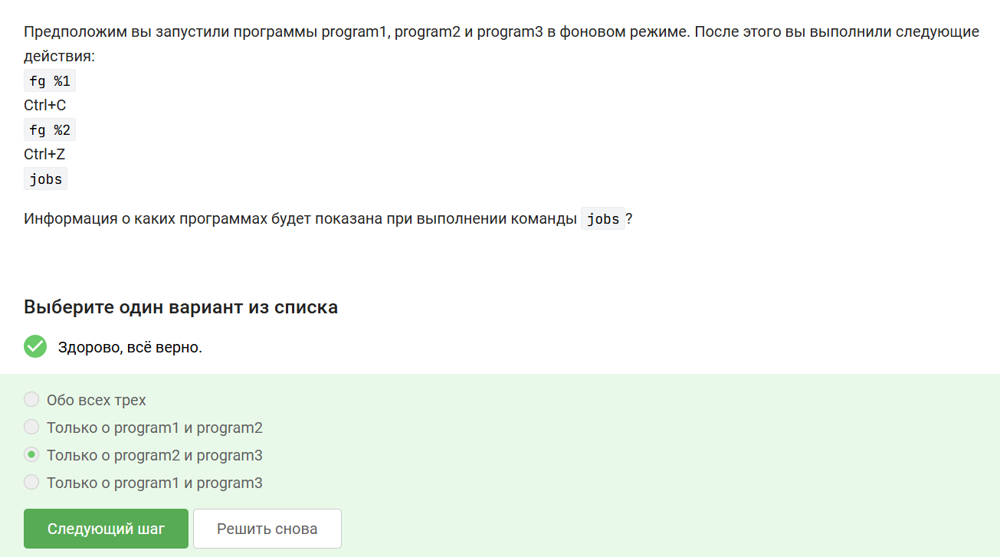 Предположим вы запустили программы program1, program2 и program3 в фоновом режиме. После этого вы выполнили следующие
действия:
fg %1
Ctrl+C
fg %2
Ctrl+Z
jobs
Информация о каких программах будет показана при выполнении команды jobs?
Выберите один вариант из списка
Здорово, всё верно.
Обо всех трех
Только о program1 и program2
Только о program2 и program3
Только о program1 и program3
Следующий шаг Решить снова